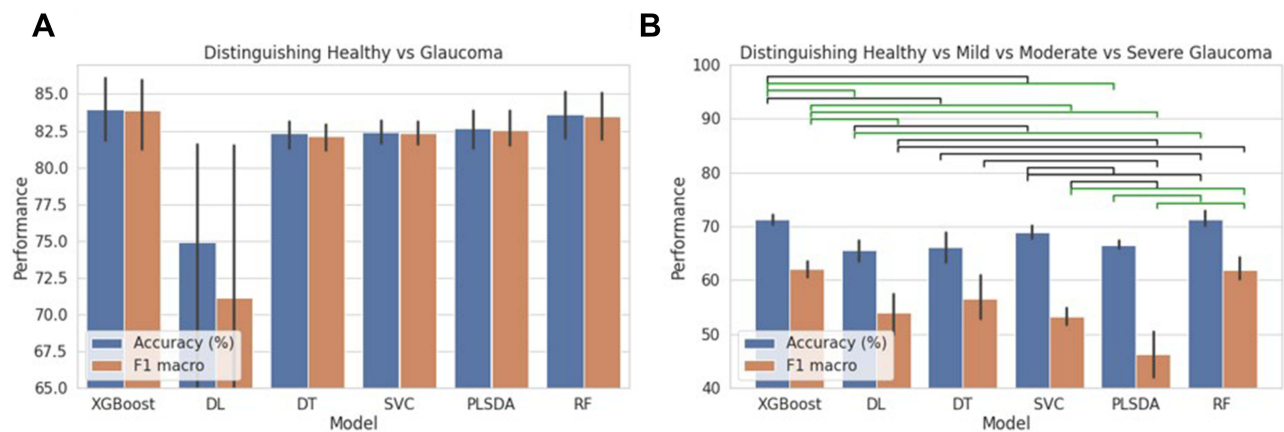 A
Distinguishing Healthy vs Glaucoma
Performance
85.0
82.5
80.0
77.5
75.0
72.5
70.0
67.5
65.0
Accuracy (%)
F1 macro
XGBoost DL DT SVC PLSDA RF
Model
B
Distinguishing Healthy vs Mild vs Moderate vs Severe Glaucoma
Performance
100
90
80
70
60
50
40
Accuracy (%)
F1 macro
XGBoost DL DT SVC PLSDA RF
Model